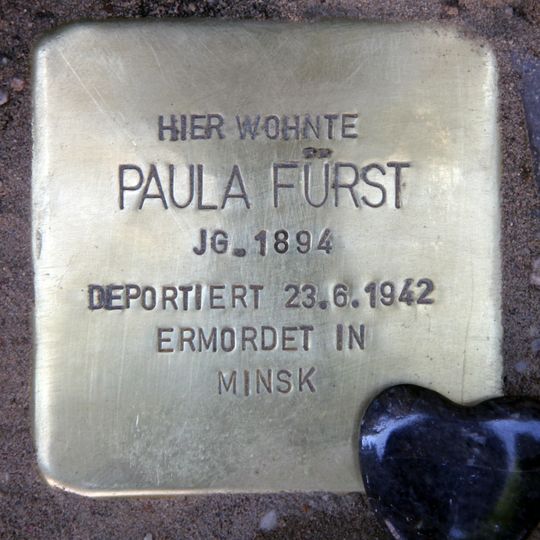 HIER WOHNTE
PAULA FÜRST
JG. 1894
DEPORTIERT 23.6.1942
ERMORDET IN
MINSK